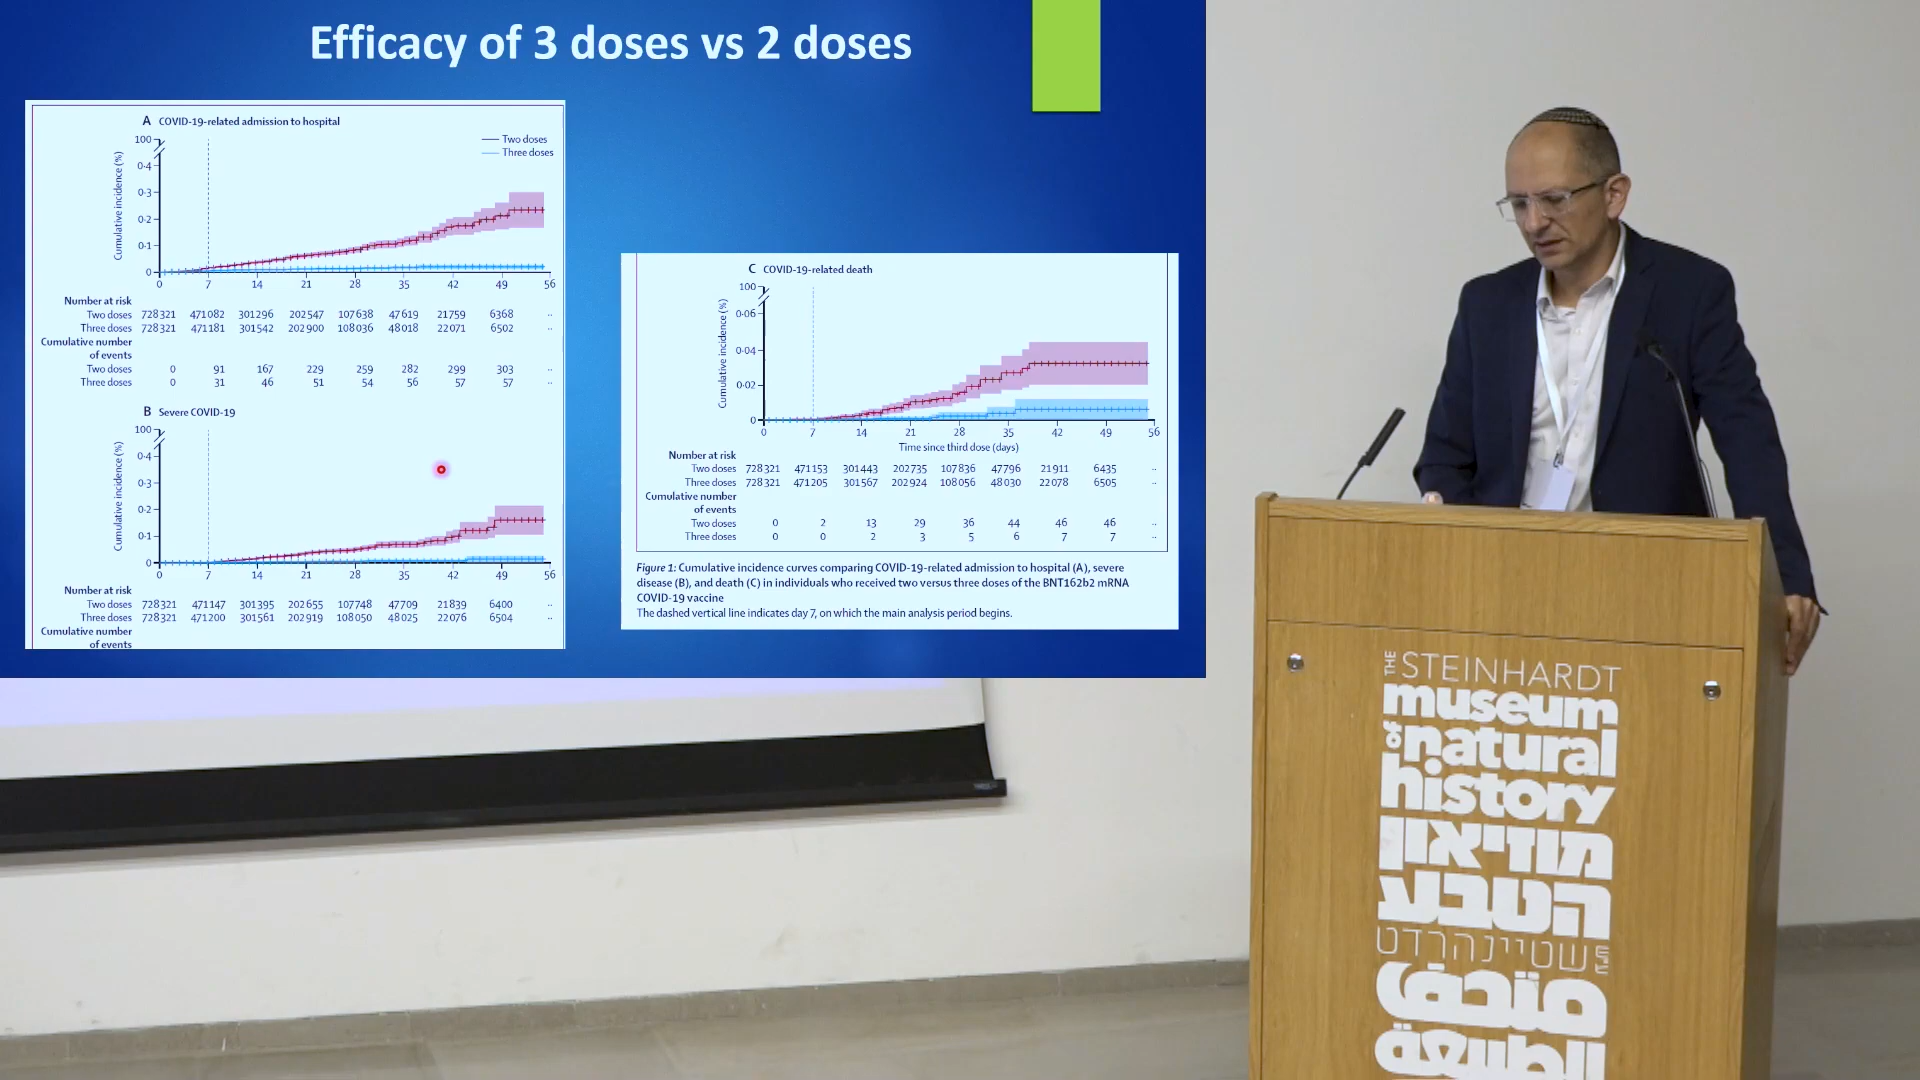 Efficacy of 3 doses vs 2 doses
A COVID-19-related admission to hospital
Two doses
Three doses
Cumulative incidence (%)
100
0·4
0·3
0·2
0·1
0
0 7 14 21 28 35 42 49 56
Number at risk
Two doses 728321 471082 301296 202547 107638 47619 21759 6368 ..
Three doses 728321 471181 301542 202900 108036 48018 22071 6502 ..
Cumulative number
of events
Two doses 0 91 167 229 259 282 299 303 ..
Three doses 0 31 46 51 54 56 57 57 ..
B Severe COVID-19
Cumulative incidence (%)
100
0·4
0·3
0·2
0·1
0
0 7 14 21 28 35 42 49 56
Number at risk
Two doses 728321 471147 301395 202655 107748 47709 21839 6400 ..
Three doses 728321 471200 301561 202919 108050 48025 22076 6504 ..
Cumulative number
of events
C COVID-19-related death
Cumulative incidence (%)
100
0·06
0·04
0·02
0
0 7 14 21 28 35 42 49 56
Time since third dose (days)
Number at risk
Two doses 728321 471153 301443 202735 107836 47796 21911 6435 ..
Three doses 728321 471205 301567 202924 108056 48030 22078 6505 ..
Cumulative number
of events
Two doses 0 2 13 29 36 44 46 46 ..
Three doses 0 0 2 3 5 6 7 7 ..
Figure 1: Cumulative incidence curves comparing COVID-19-related admission to hospital (A), severe
disease (B), and death (C) in individuals who received two versus three doses of the BNT162b2 mRNA
COVID-19 vaccine
The dashed vertical line indicates day 7, on which the main analysis period begins.
THE STEINHARDT
museum
of natural
history
מוזיאון
הטבע
ע״ש שטיינהרדט
متحف
الطبيعة